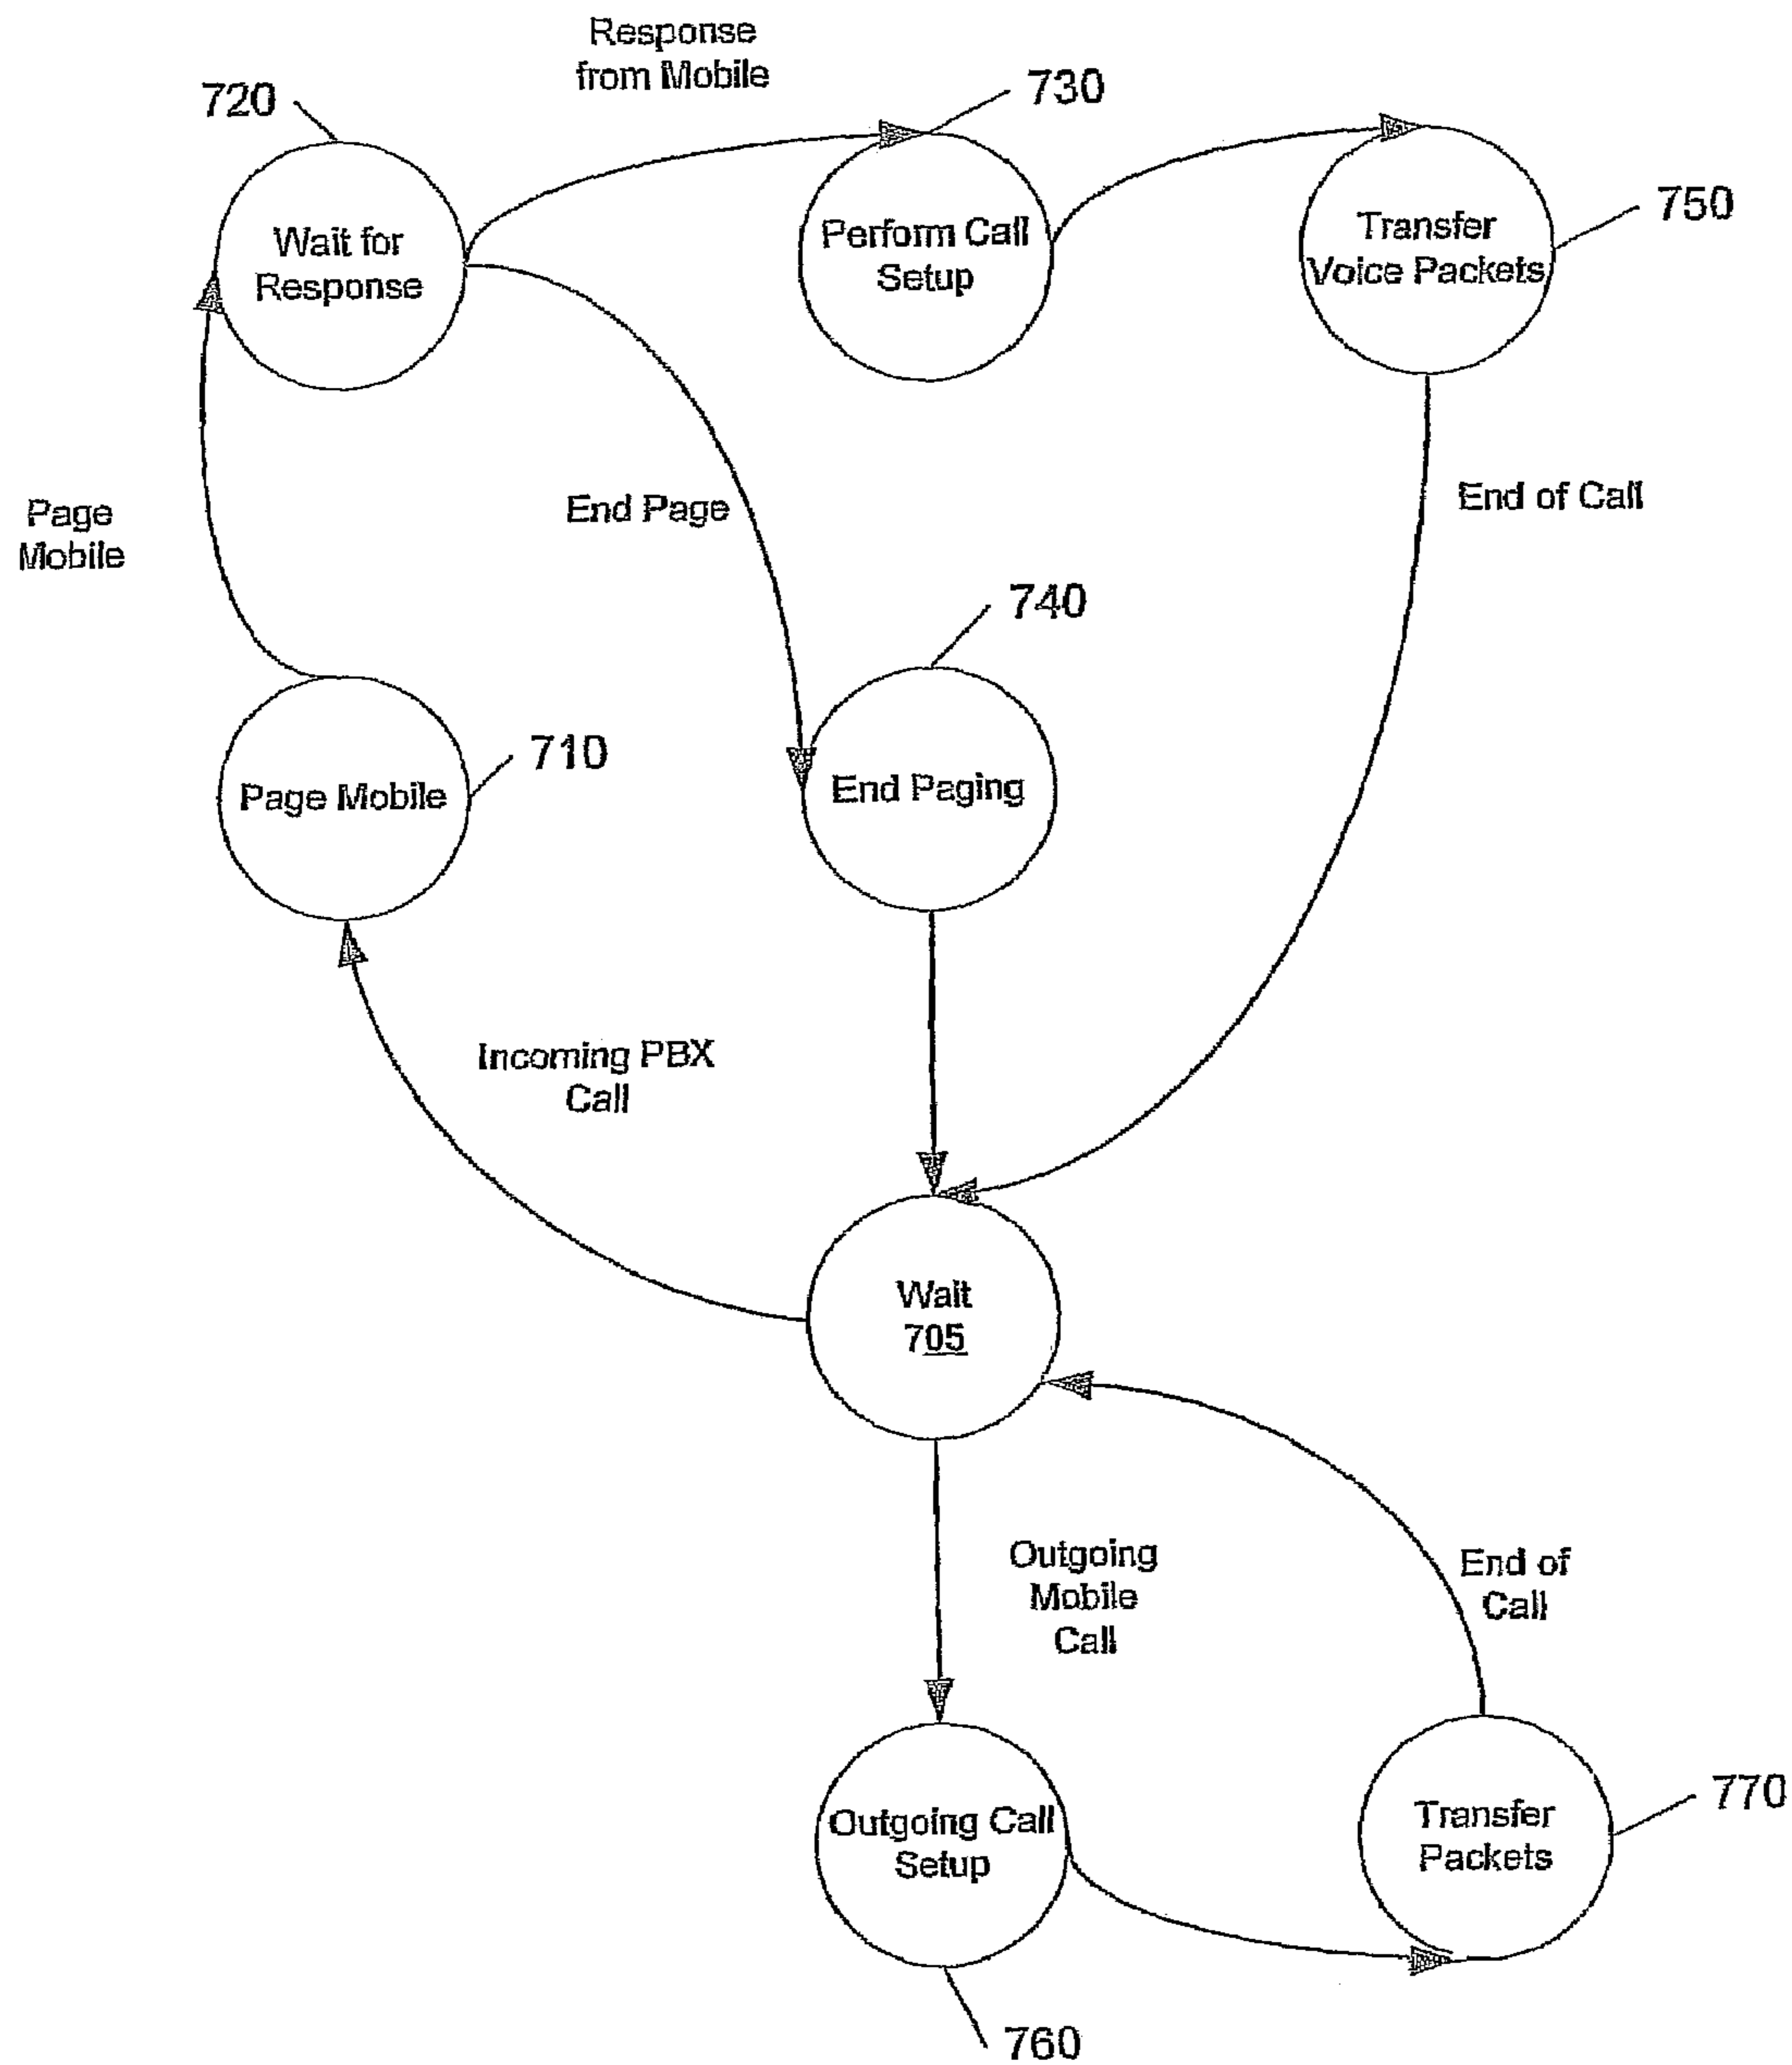 Response
from Mobile
720
730
750
Wait for
Response
Perform Call
Setup
Transfer
Voice Packets
Page
Mobile
End Page
End of Call
740
710
Page Mobile
End Paging
Incoming PBX
Call
Wait
705
Outgoing
Mobile
Call
End of
Call
770
Outgoing Call
Setup
Transfer
Packets
760